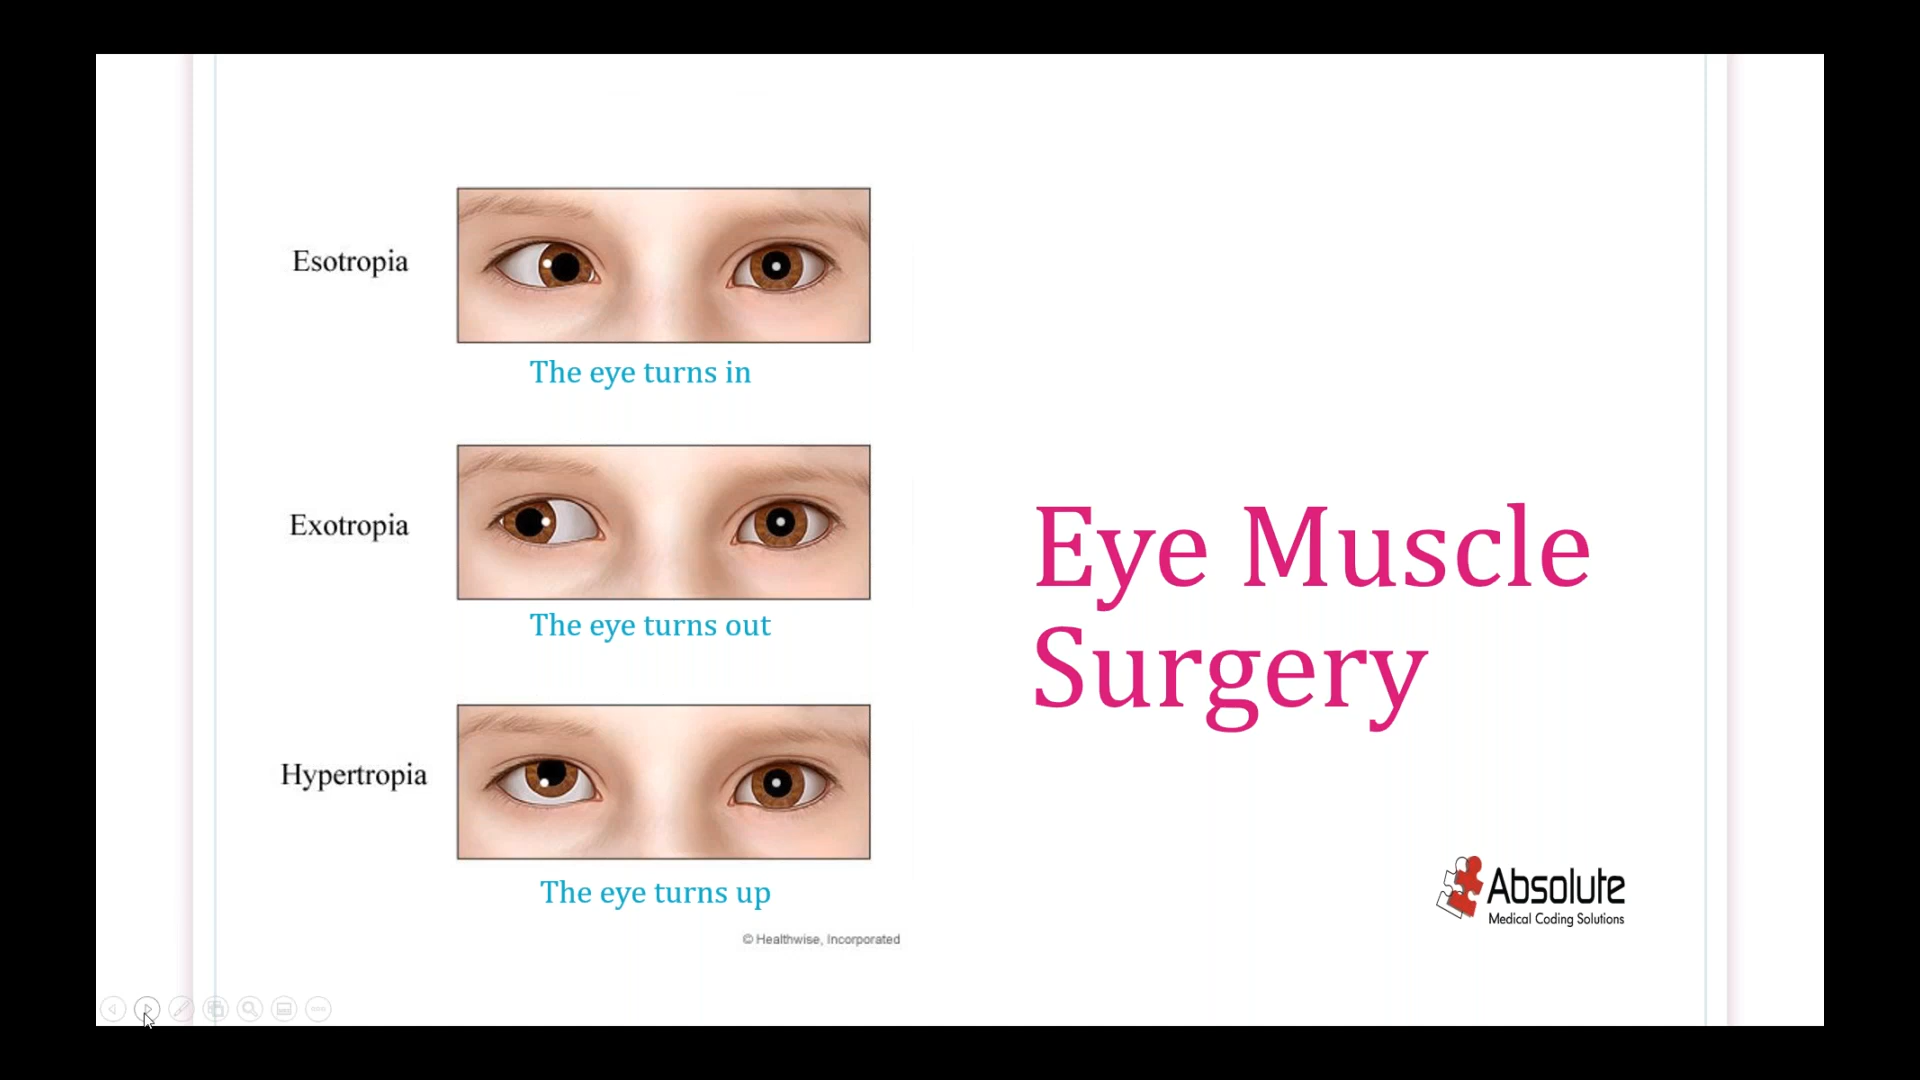 Esotropia
The eye turns in
Exotropia
The eye turns out
Hypertropia
The eye turns up
© Healthwise, Incorporated
Eye Muscle
Surgery
Absolute
Medical Coding Solutions